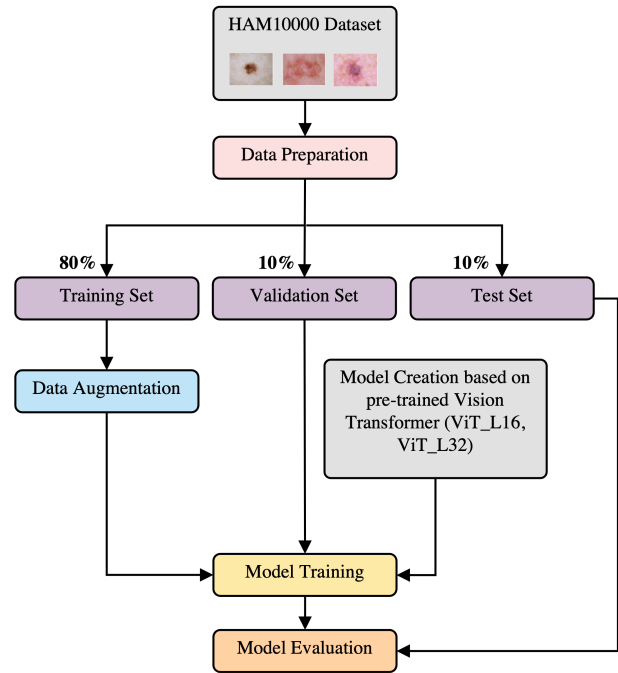 HAM10000 Dataset
Data Preparation
80%
10%
10%
Training Set
Validation Set
Test Set
Data Augmentation
Model Creation based on
pre-trained Vision
Transformer (ViT_L16,
ViT_L32)
Model Training
Model Evaluation